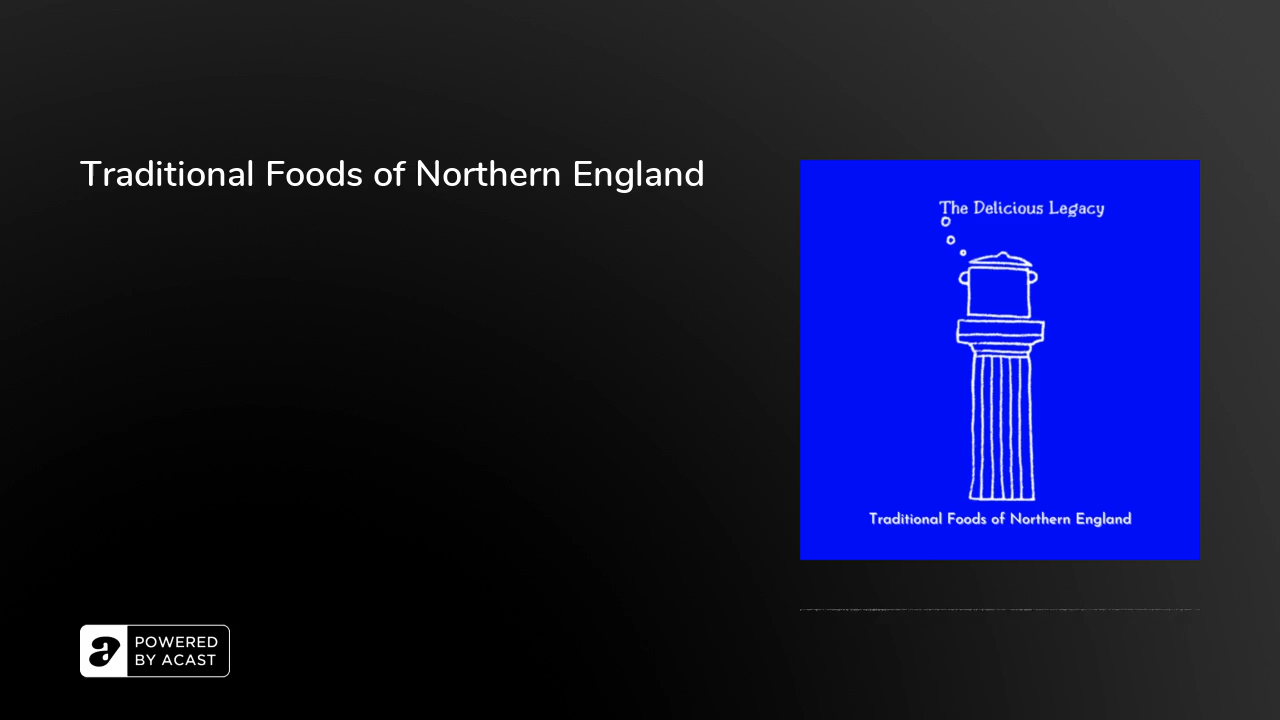 Traditional Foods of Northern England
The Delicious Legacy
Traditional Foods of Northern England
a POWERED
BY ACAST